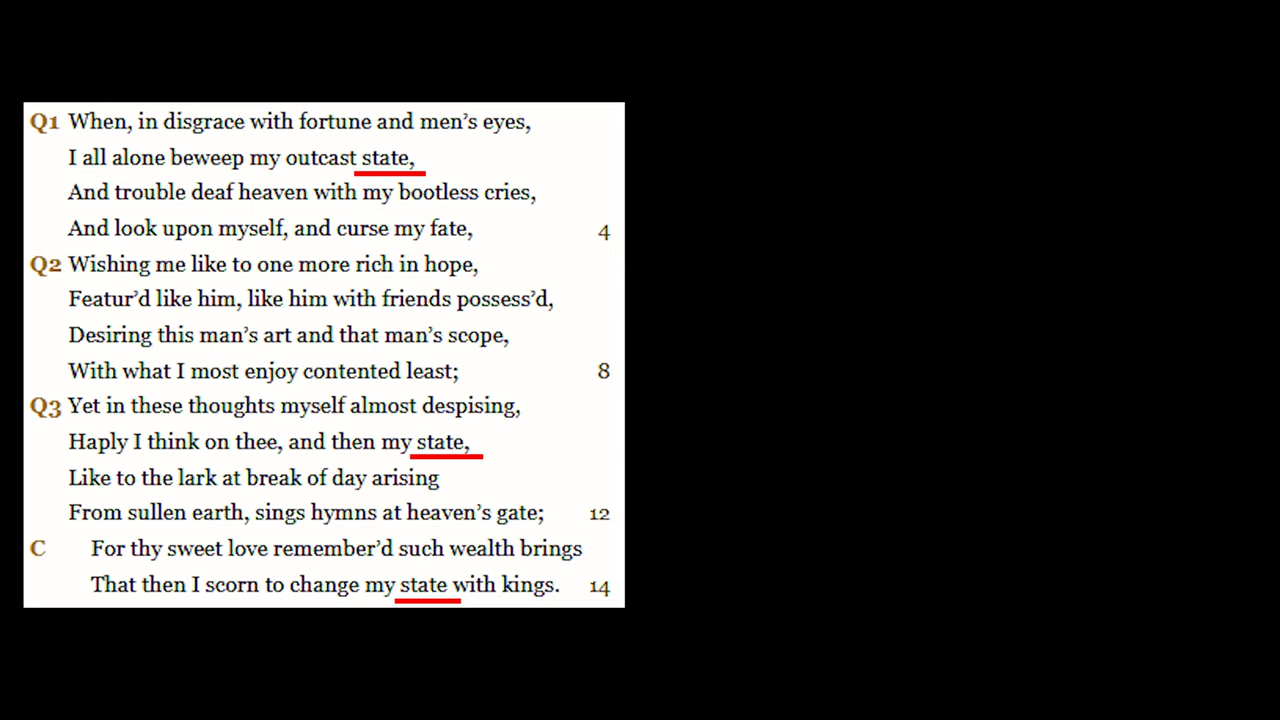 Q1 When, in disgrace with fortune and men’s eyes,
I all alone beweep my outcast state,
And trouble deaf heaven with my bootless cries,
And look upon myself, and curse my fate, 4
Q2 Wishing me like to one more rich in hope,
Featur’d like him, like him with friends possess’d,
Desiring this man’s art and that man’s scope,
With what I most enjoy contented least; 8
Q3 Yet in these thoughts myself almost despising,
Haply I think on thee, and then my state,
Like to the lark at break of day arising
From sullen earth, sings hymns at heaven’s gate; 12
C For thy sweet love remember’d such wealth brings
That then I scorn to change my state with kings. 14